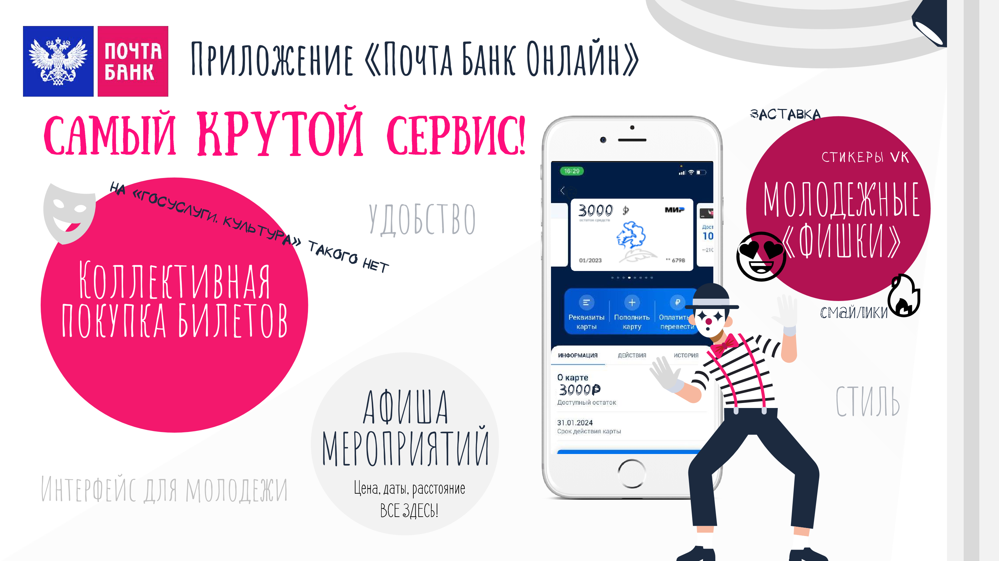 ПОЧТА
БАНК
Приложение «Почта Банк Онлайн»
САМЫЙ КРУТОЙ СЕРВИС!
НА «ГОСУСЛУГИ. КУЛЬТУРА» ТАКОГО НЕТ
Коллективная
покупка билетов
УДОБСТВО
АФИША
МЕРОПРИЯТИЙ
Цена, даты, расстояние
ВСЕ ЗДЕСЬ!
Интерфейс для молодежи
16:29
3000
МИР
остаток средств
01/2023
·· 6798
Дост
10
··210
Реквизиты
карты
Пополнить
карту
Оплатить
перевести
ИНФОРМАЦИЯ ДЕЙСТВИЯ ИСТОРИЯ
О карте
3000₽
Доступный остаток
31.01.2024
Срок действия карты
ЗАСТАВКА
СТИКЕРЫ VK
МОЛОДЕЖНЫЕ
«ФИШКИ»
смайлики
СТИЛЬ